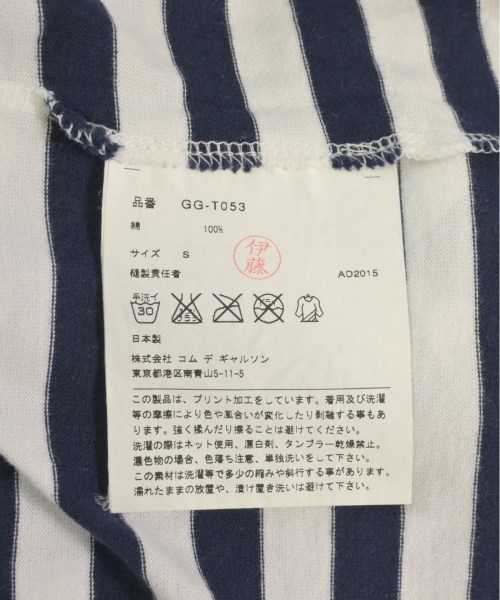 品番 GG-T053
綿 100%
サイズ S
伊藤
縫製責任者 AD2015
手洗イ
30
エンソ
サラシ
ドライ
日本製
株式会社 コム デ ギャルソン
東京都港区南青山5-11-5
この製品は、プリント加工をしています。着用及び洗濯
等の摩擦により色や風合いが変化したり剥離する事もあ
ります。強く揉んだり擦ることは避けてください。
洗濯の際はネット使用、漂白剤、タンブラー乾燥禁止。
濃色物の場合、色落ち注意、単独洗いをして下さい。
この素材は洗濯等で多少の縮みや斜行する事がありま
濡れたままの放置や、漬け置き洗いは避けて下さい。